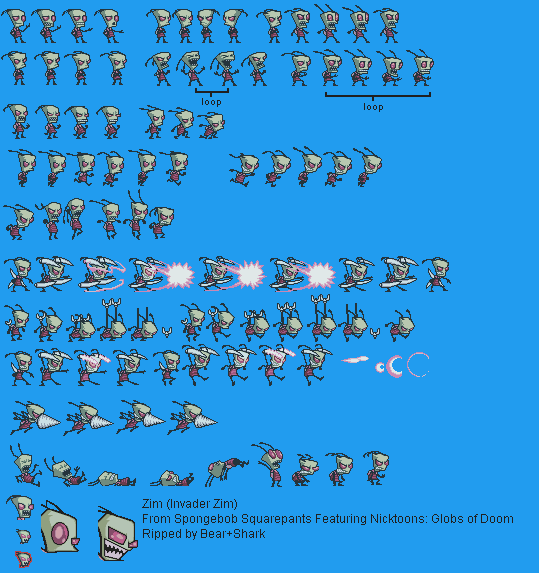 loop
loop
Zim (Invader Zim)
From Spongebob Squarepants Featuring Nicktoons: Globs of Doom
Ripped by Bear+Shark